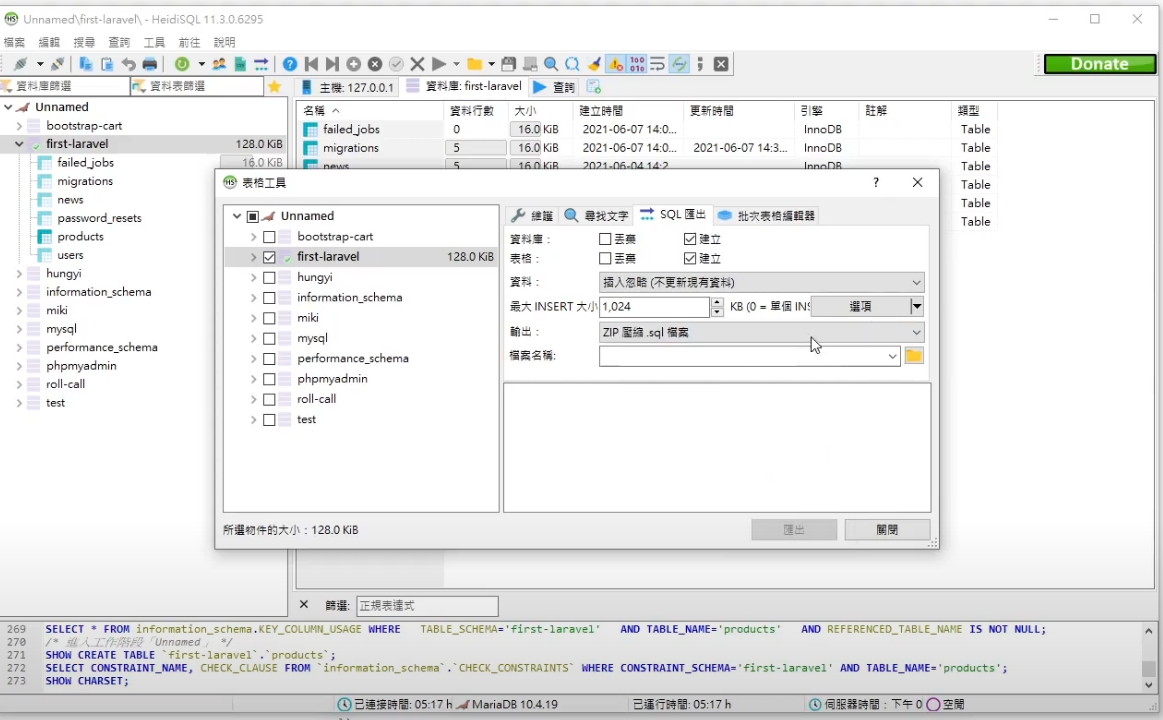 Unnamed\first-laravel\ - HeidiSQL 11.3.0.6295
檔案 編輯 搜尋 查詢 工具 前往 說明
Donate
資料庫篩選 資料表篩選 主機: 127.0.0.1 資料庫: first-laravel 查詢
Unnamed
bootstrap-cart
first-laravel 128.0 KiB
failed_jobs 16.0 KiB
migrations
news
password_resets
products
users
hungyi
information_schema
miki
mysql
performance_schema
phpmyadmin
roll-call
test
名稱 資料行數 大小 建立時間 更新時間 引擎 註解 類型
failed_jobs 0 16.0 KiB 2021-06-07 14:0... InnoDB Table
migrations 5 16.0 KiB 2021-06-07 14:0... 2021-06-07 14:3... InnoDB Table
news 5 16.0 KiB 2021-06-04 14:2... InnoDB Table
Table
Table
Table
表格工具
Unnamed
bootstrap-cart
first-laravel 128.0 KiB
hungyi
information_schema
miki
mysql
performance_schema
phpmyadmin
roll-call
test
維護 尋找文字 SQL 匯出 批次表格編輯器
資料庫: 丟棄 建立
表格: 丟棄 建立
資料: 插入忽略 (不更新現有資料)
最大 INSERT 大小 1,024 KB (0 = 單個 INS 選項
輸出: ZIP 壓縮 .sql 檔案
檔案名稱:
所選物件的大小:128.0 KiB 匯出 關閉
篩選: 正規表達式
269 SELECT * FROM information_schema.KEY_COLUMN_USAGE WHERE TABLE_SCHEMA='first-laravel' AND TABLE_NAME='products' AND REFERENCED_TABLE_NAME IS NOT NULL;
270 /* 進入工作階段「Unnamed」 */
271 SHOW CREATE TABLE `first-laravel`.`products`;
272 SELECT CONSTRAINT_NAME, CHECK_CLAUSE FROM `information_schema`.`CHECK_CONSTRAINTS` WHERE CONSTRAINT_SCHEMA='first-laravel' AND TABLE_NAME='products';
273 SHOW CHARSET;
已連接時間: 05:17 h MariaDB 10.4.19 已運行時間: 05:17 h 伺服器時間:下午 0 空閒